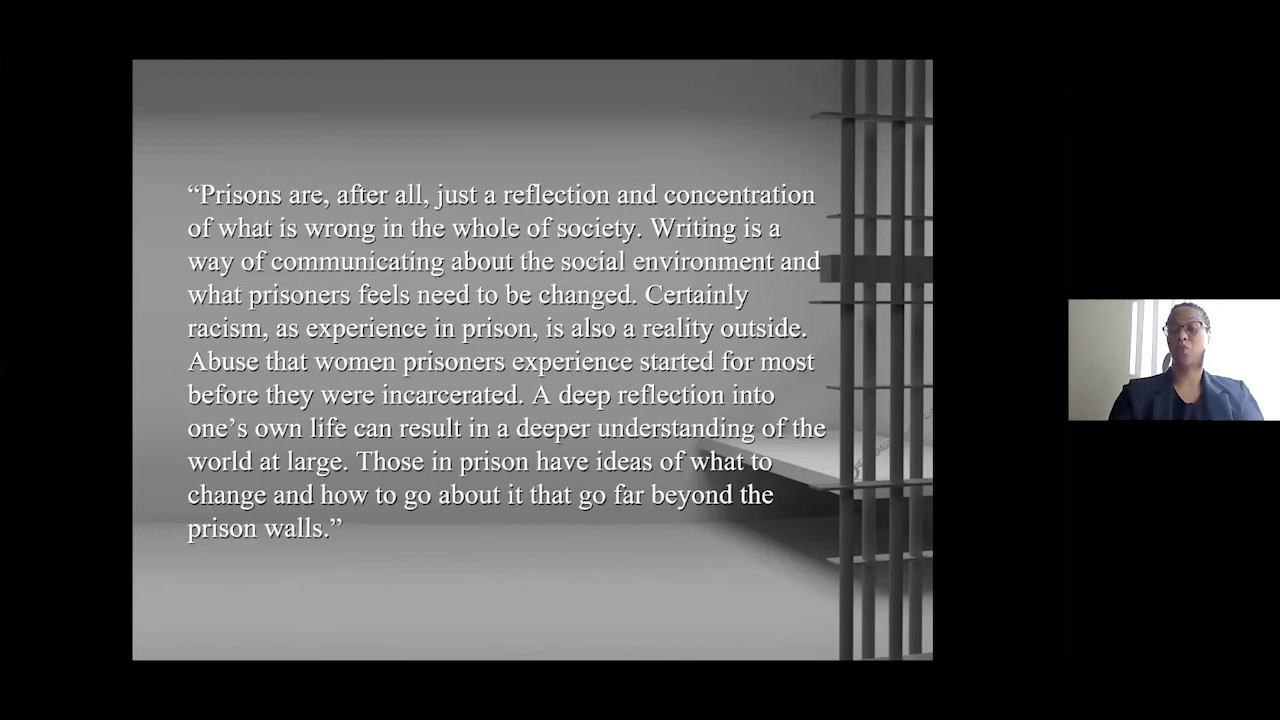 “Prisons are, after all, just a reflection and concentration
of what is wrong in the whole of society. Writing is a
way of communicating about the social environment and
what prisoners feels need to be changed. Certainly
racism, as experience in prison, is also a reality outside.
Abuse that women prisoners experience started for most
before they were incarcerated. A deep reflection into
one’s own life can result in a deeper understanding of the
world at large. Those in prison have ideas of what to
change and how to go about it that go far beyond the
prison walls.”